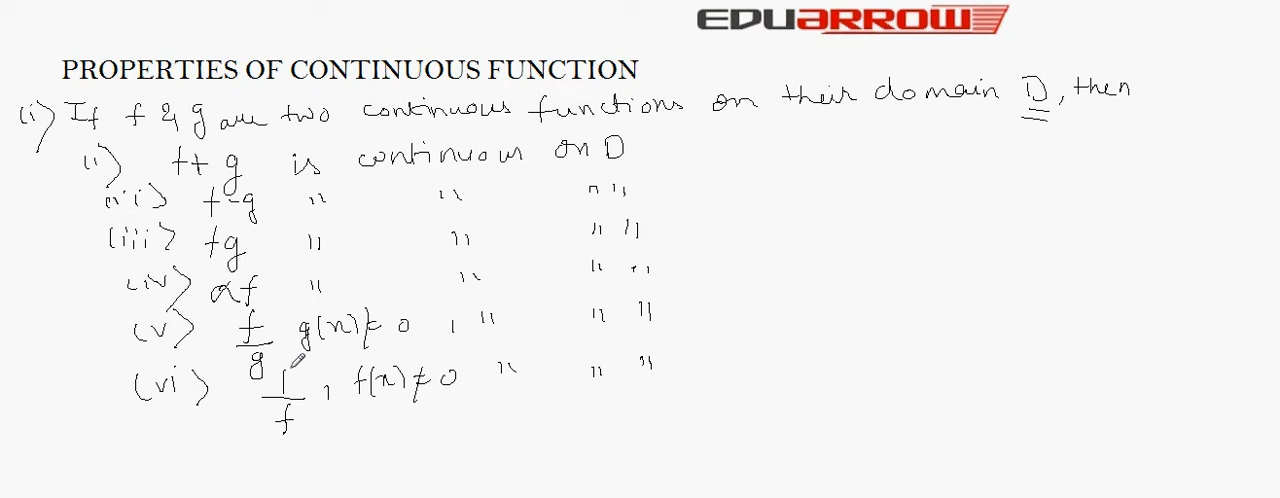 EDUARROW
PROPERTIES OF CONTINUOUS FUNCTION
(i) If f & g are two continuous functions on their domain D, then
(i) f+g is continuous on D
(ii) f-g " " " "
(iii) fg " " " "
(iv) αf " " " "
(v) f/g g(x)≠0 , " " "
(vi) 1/f , f(x)≠0 " " "